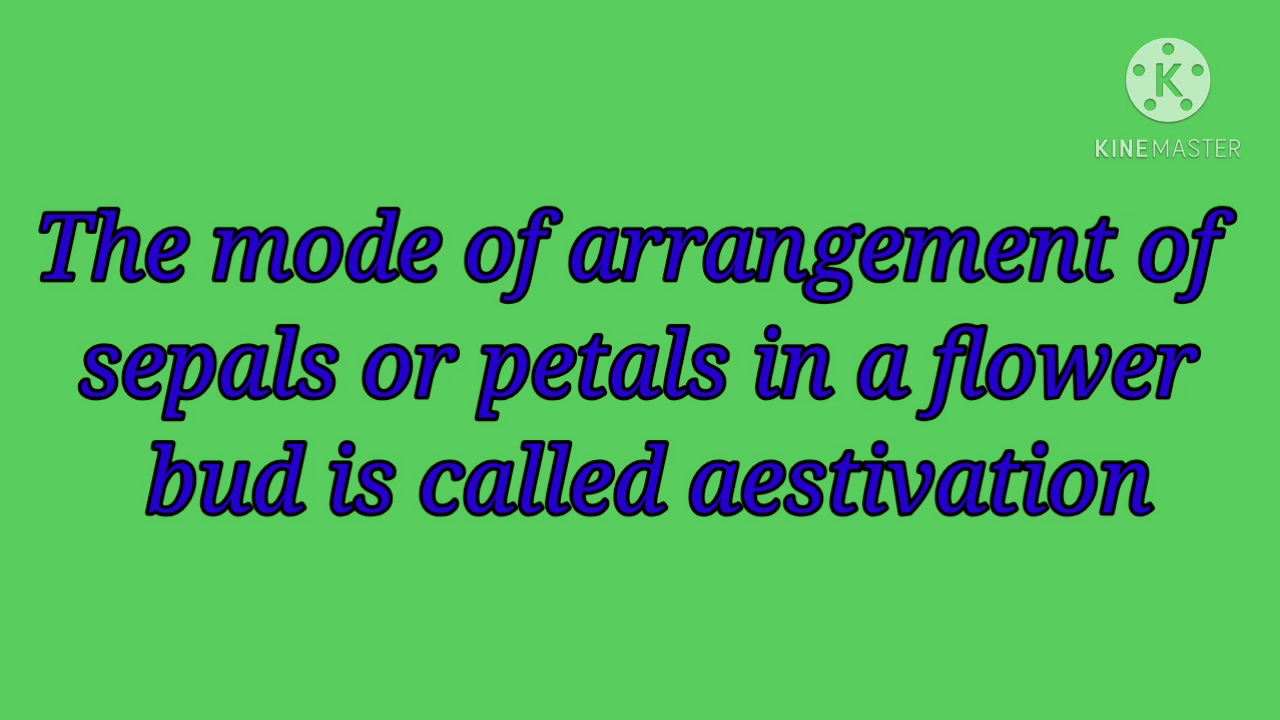 K
KINEMASTER
The mode of arrangement of
sepals or petals in a flower
bud is called aestivation